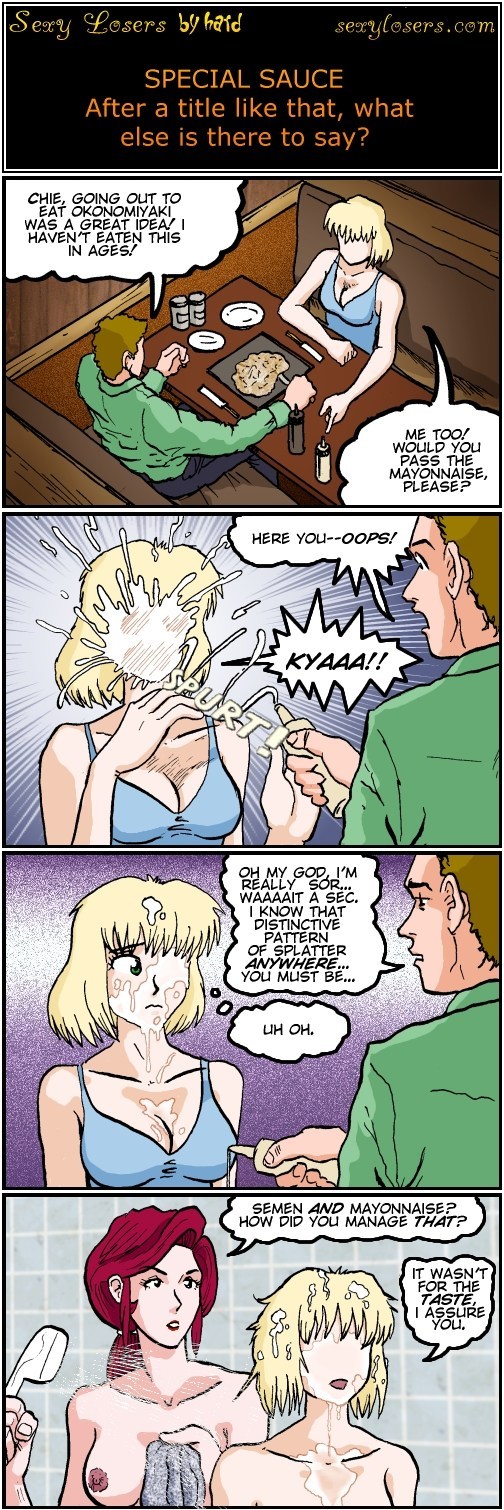 Sexy Losers by hard
sexylosers.com
SPECIAL SAUCE
After a title like that, what
else is there to say?
CHIE, GOING OUT TO
EAT OKONOMIYAKI
WAS A GREAT IDEA! I
HAVEN'T EATEN THIS
IN AGES!
ME TOO!
WOULD YOU
PASS THE
MAYONNAISE,
PLEASE?
HERE YOU--OOPS!
KYAAA!!
SPURT!
OH MY GOD, I'M
REALLY SOR...
WAAAAIT A SEC.
I KNOW THAT
DISTINCTIVE
PATTERN
OF SPLATTER
ANYWHERE...
YOU MUST BE...
UH OH.
SEMEN AND MAYONNAISE?
HOW DID YOU MANAGE THAT?
IT WASN'T
FOR THE
TASTE,
I ASSURE
YOU.